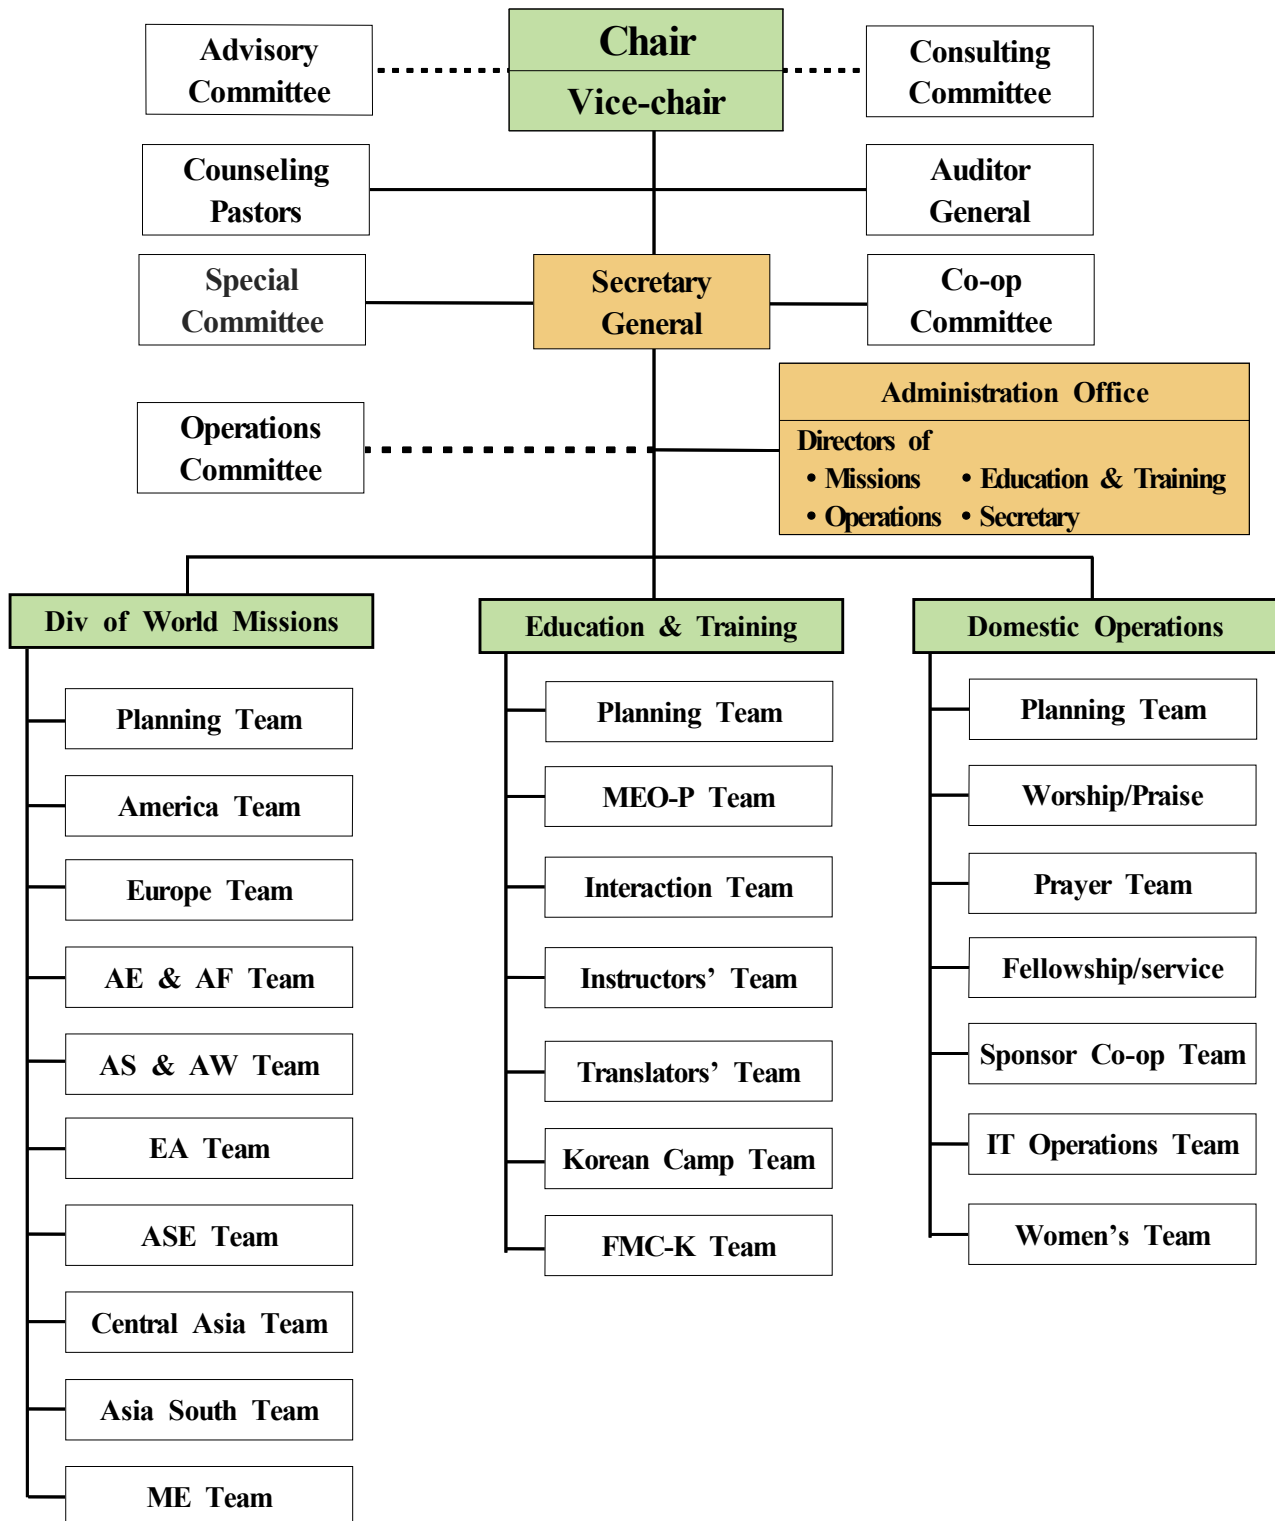 Chair
Vice-chair
Advisory
Committee
Consulting
Committee
Counseling
Pastors
Auditor
General
Special
Committee
Secretary
General
Co-op
Committee
Operations
Committee
Administration Office
Directors of
• Missions • Education & Training
• Operations • Secretary
Div of World Missions
Planning Team
America Team
Europe Team
AE & AF Team
AS & AW Team
EA Team
ASE Team
Central Asia Team
Asia South Team
ME Team
Education & Training
Planning Team
MEO-P Team
Interaction Team
Instructors’ Team
Translators’ Team
Korean Camp Team
FMC-K Team
Domestic Operations
Planning Team
Worship/Praise
Prayer Team
Fellowship/service
Sponsor Co-op Team
IT Operations Team
Women’s Team